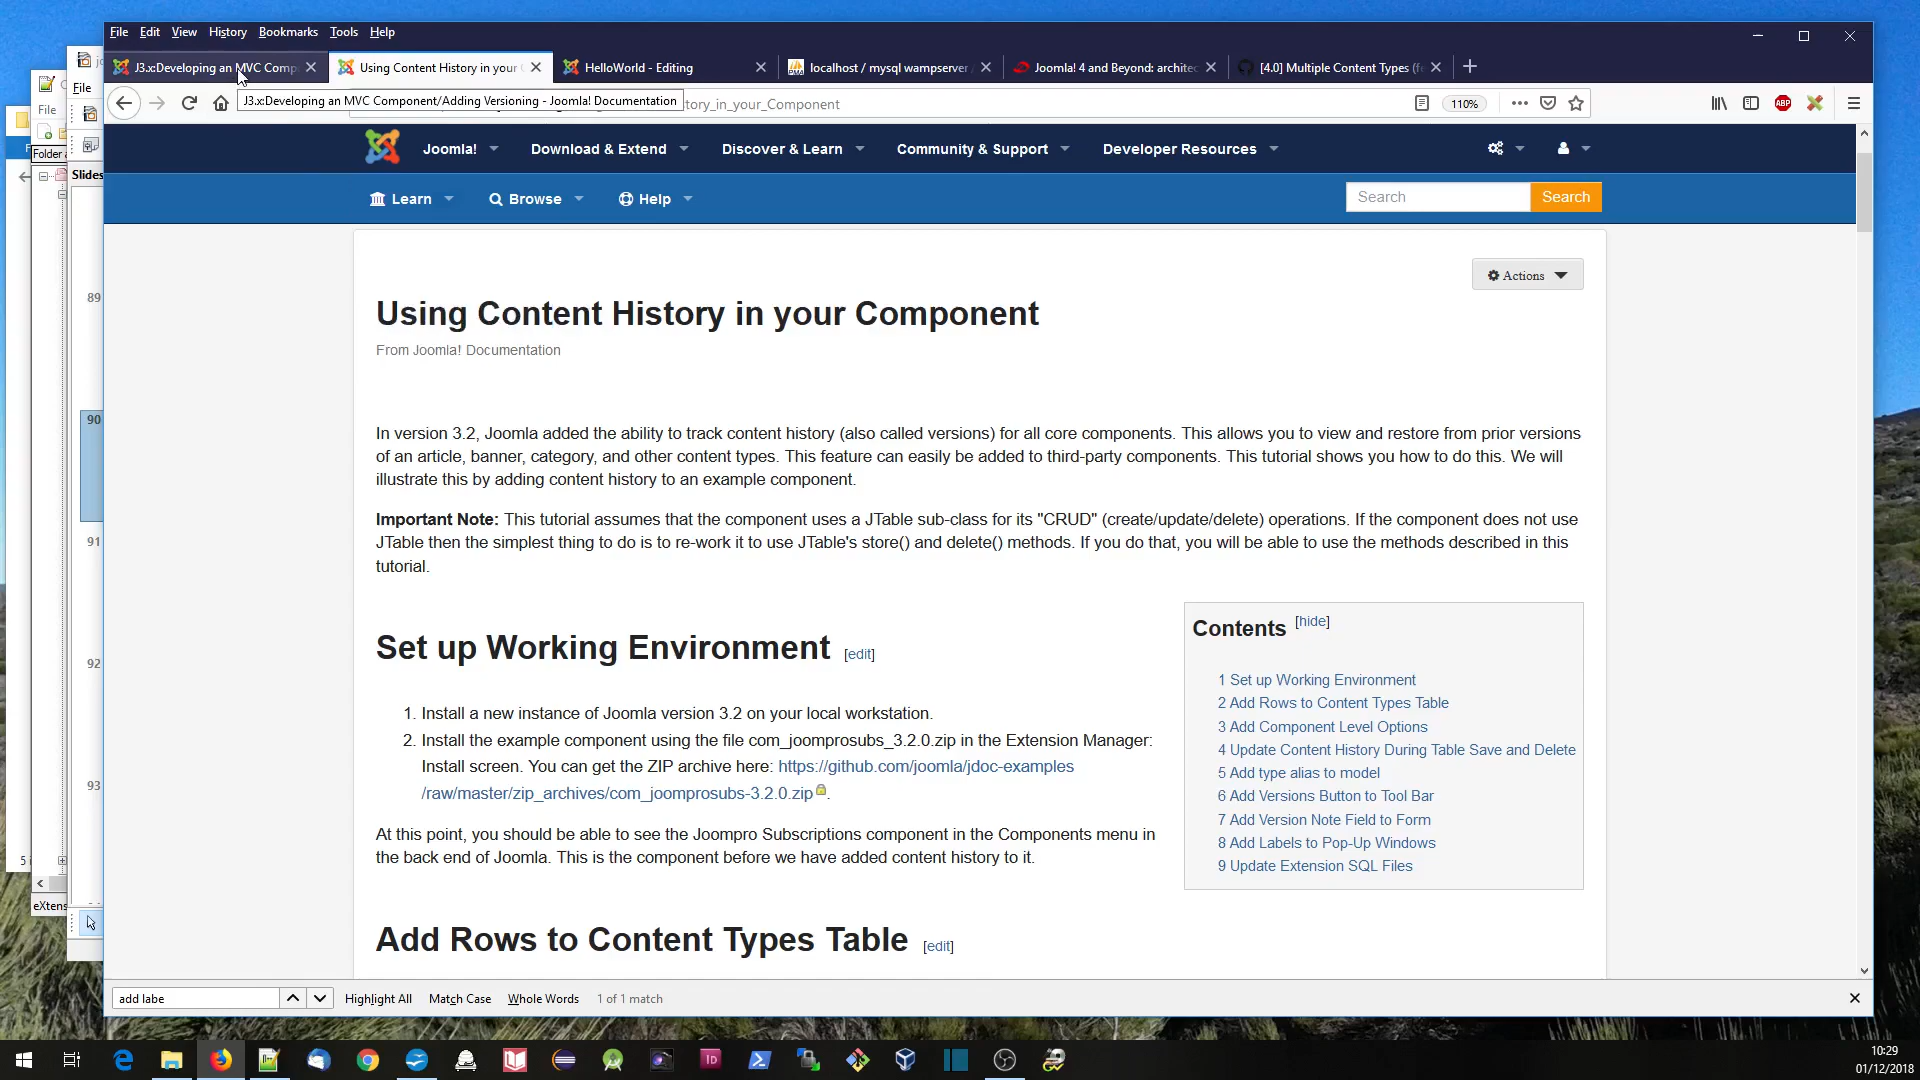 File Edit View History Bookmarks Tools Help
J3.x:Developing an MVC Comp
Using Content History in your
HelloWorld - Editing
localhost / mysql wampserver
Joomla! 4 and Beyond: architec
[4.0] Multiple Content Types (fe
J3.x:Developing an MVC Component/Adding Versioning - Joomla! Documentation
tory_in_your_Component
110%
ABP
File
File
Folder
Slides
89
90
91
92
93
5 i
eXtens
Joomla! Download & Extend Discover & Learn Community & Support Developer Resources
Learn Browse Help
Search Search
Actions
Using Content History in your Component
From Joomla! Documentation
In version 3.2, Joomla added the ability to track content history (also called versions) for all core components. This allows you to view and restore from prior versions
of an article, banner, category, and other content types. This feature can easily be added to third-party components. This tutorial shows you how to do this. We will
illustrate this by adding content history to an example component.
Important Note: This tutorial assumes that the component uses a JTable sub-class for its "CRUD" (create/update/delete) operations. If the component does not use
JTable then the simplest thing to do is to re-work it to use JTable's store() and delete() methods. If you do that, you will be able to use the methods described in this
tutorial.
Set up Working Environment [edit]
1. Install a new instance of Joomla version 3.2 on your local workstation.
2. Install the example component using the file com_joomprosubs_3.2.0.zip in the Extension Manager:
Install screen. You can get the ZIP archive here: https://github.com/joomla/jdoc-examples
/raw/master/zip_archives/com_joomprosubs-3.2.0.zip.
At this point, you should be able to see the Joompro Subscriptions component in the Components menu in
the back end of Joomla. This is the component before we have added content history to it.
Contents [hide]
1 Set up Working Environment
2 Add Rows to Content Types Table
3 Add Component Level Options
4 Update Content History During Table Save and Delete
5 Add type alias to model
6 Add Versions Button to Tool Bar
7 Add Version Note Field to Form
8 Add Labels to Pop-Up Windows
9 Update Extension SQL Files
Add Rows to Content Types Table [edit]
add labe Highlight All Match Case Whole Words 1 of 1 match
10:29
01/12/2018